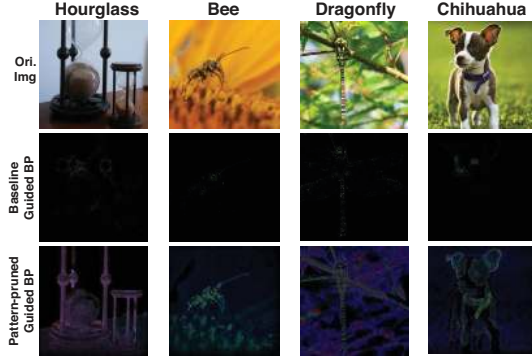 Hourglass Bee Dragonfly Chihuahua
Ori.
Img
Baseline
Guided BP
Pattern-pruned
Guided BP